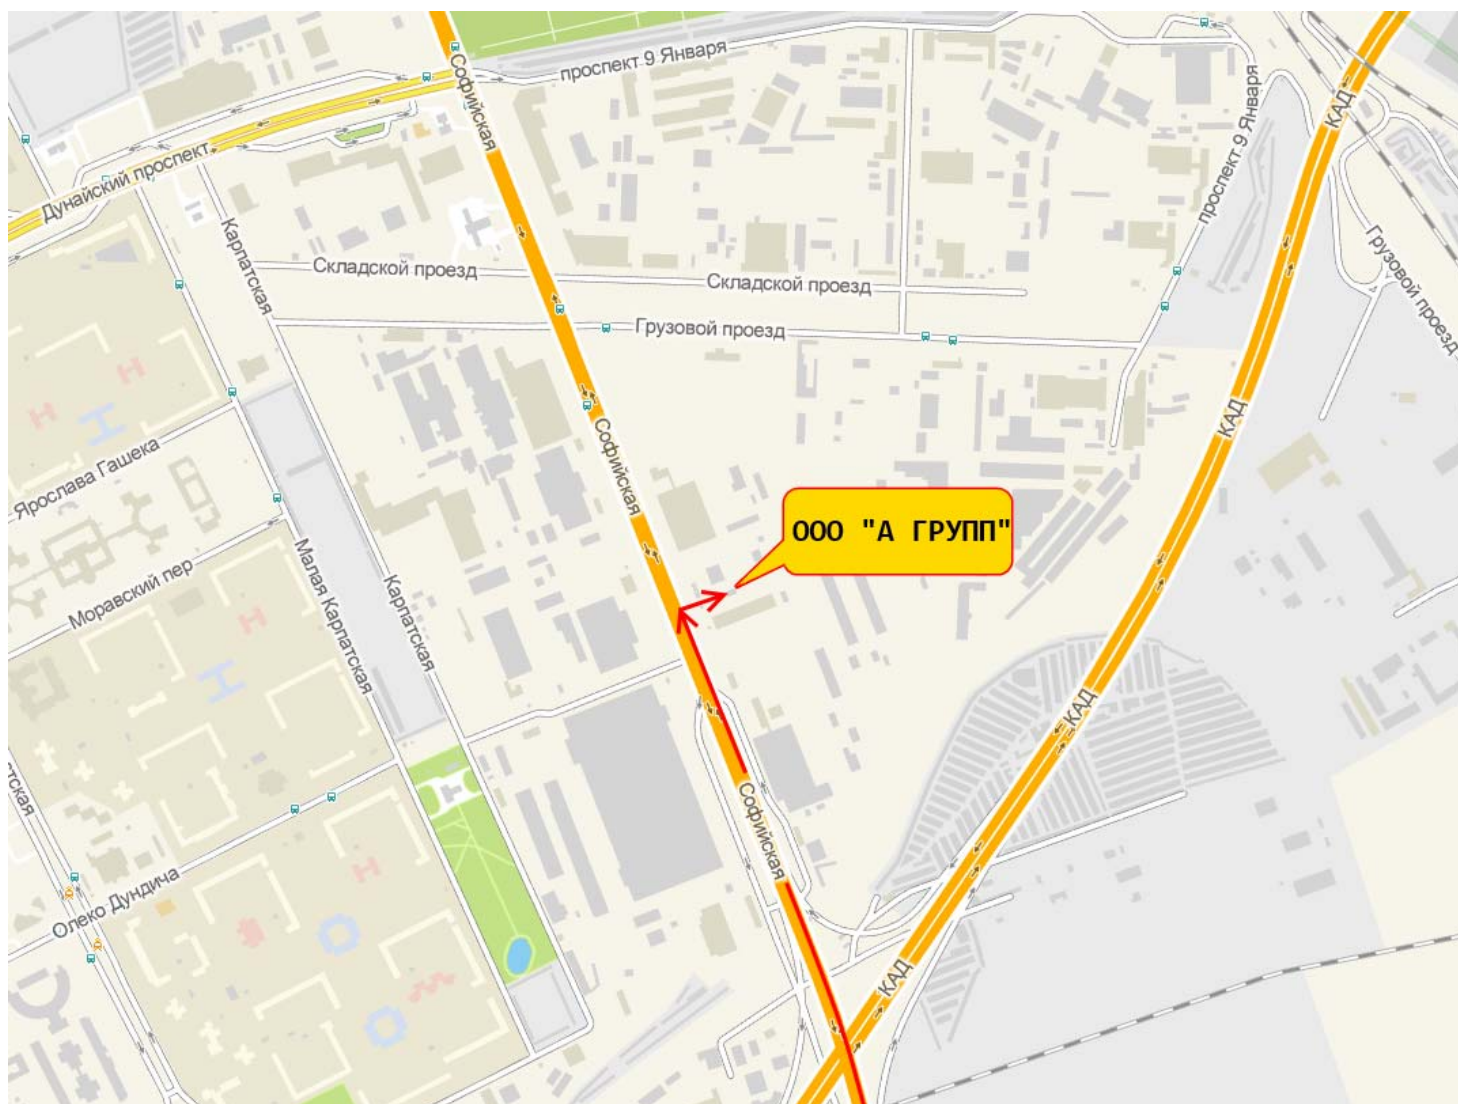 Софийская
проспект 9 Января
КАД
проспект 9 Января
Дунайский проспект
Карпатская
Складской проезд
Складской проезд
Грузовой проезд
Грузовой проезд
КАД
Ярослава Гашека
Софийская
ООО "А ГРУПП"
Моравский пер
Малая Карпатская
Карпатская
КАД
Софийская
Олеко Дундича
КАД